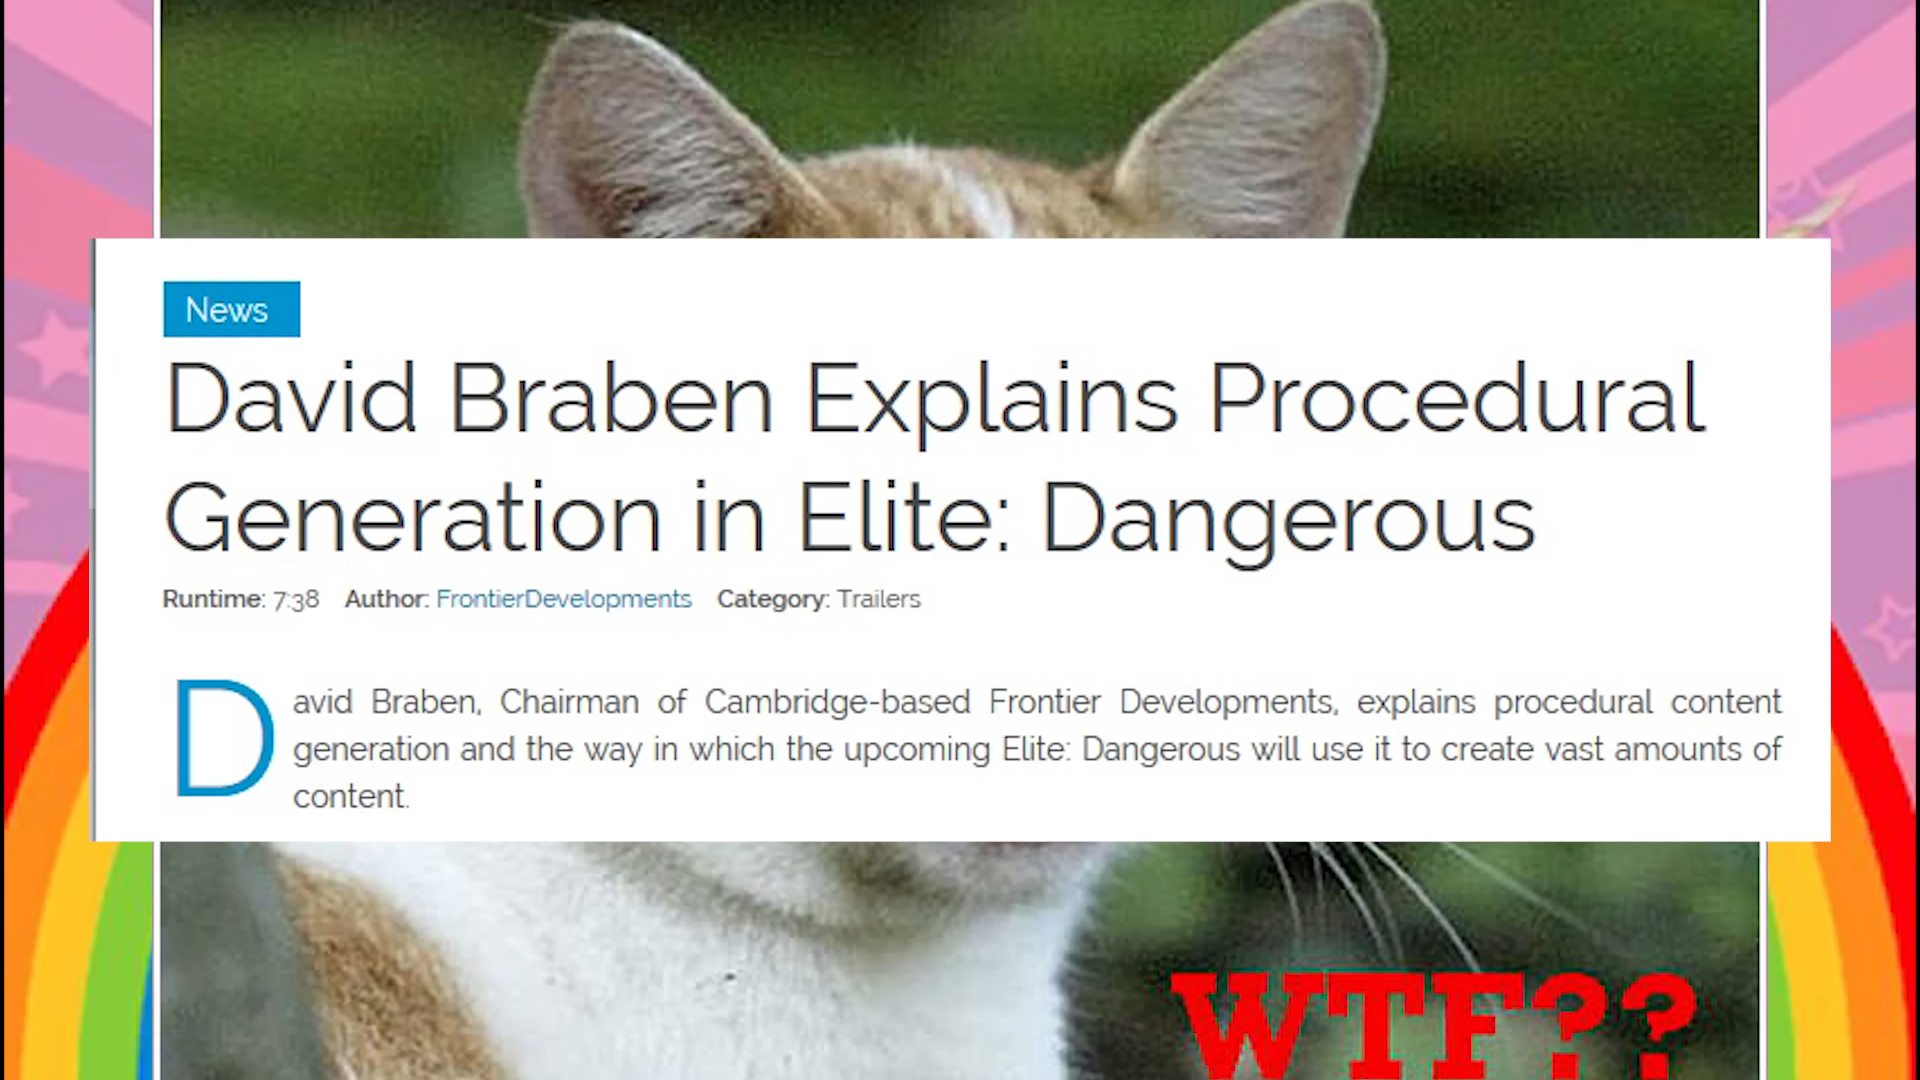 News
David Braben Explains Procedural
Generation in Elite: Dangerous
Runtime: 7:38 Author: FrontierDevelopments Category: Trailers
David Braben, Chairman of Cambridge-based Frontier Developments, explains procedural content
generation and the way in which the upcoming Elite: Dangerous will use it to create vast amounts of
content.
WTF??